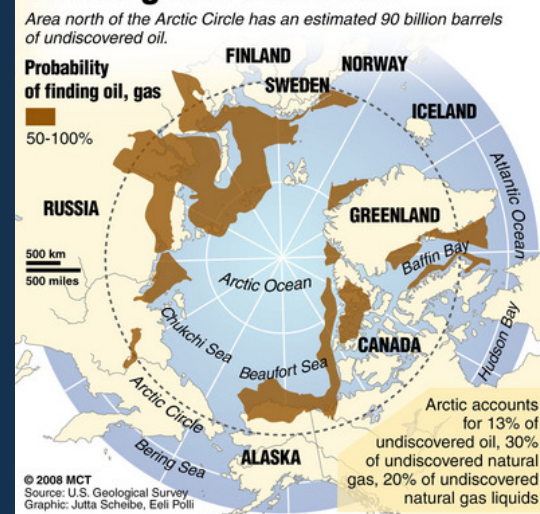 Area north of the Arctic Circle has an estimated 90 billion barrels
of undiscovered oil.
Probability
of finding oil, gas
50-100%
FINLAND
SWEDEN
NORWAY
ICELAND
Atlantic Ocean
RUSSIA
GREENLAND
Baffin Bay
500 km
500 miles
Arctic Ocean
Chukchi Sea
Beaufort Sea
CANADA
Hudson Bay
Arctic Circle
Bering Sea
ALASKA
Arctic accounts
for 13% of
undiscovered oil, 30%
of undiscovered natural
gas, 20% of undiscovered
natural gas liquids
© 2008 MCT
Source: U.S. Geological Survey
Graphic: Jutta Scheibe, Eeli Polli